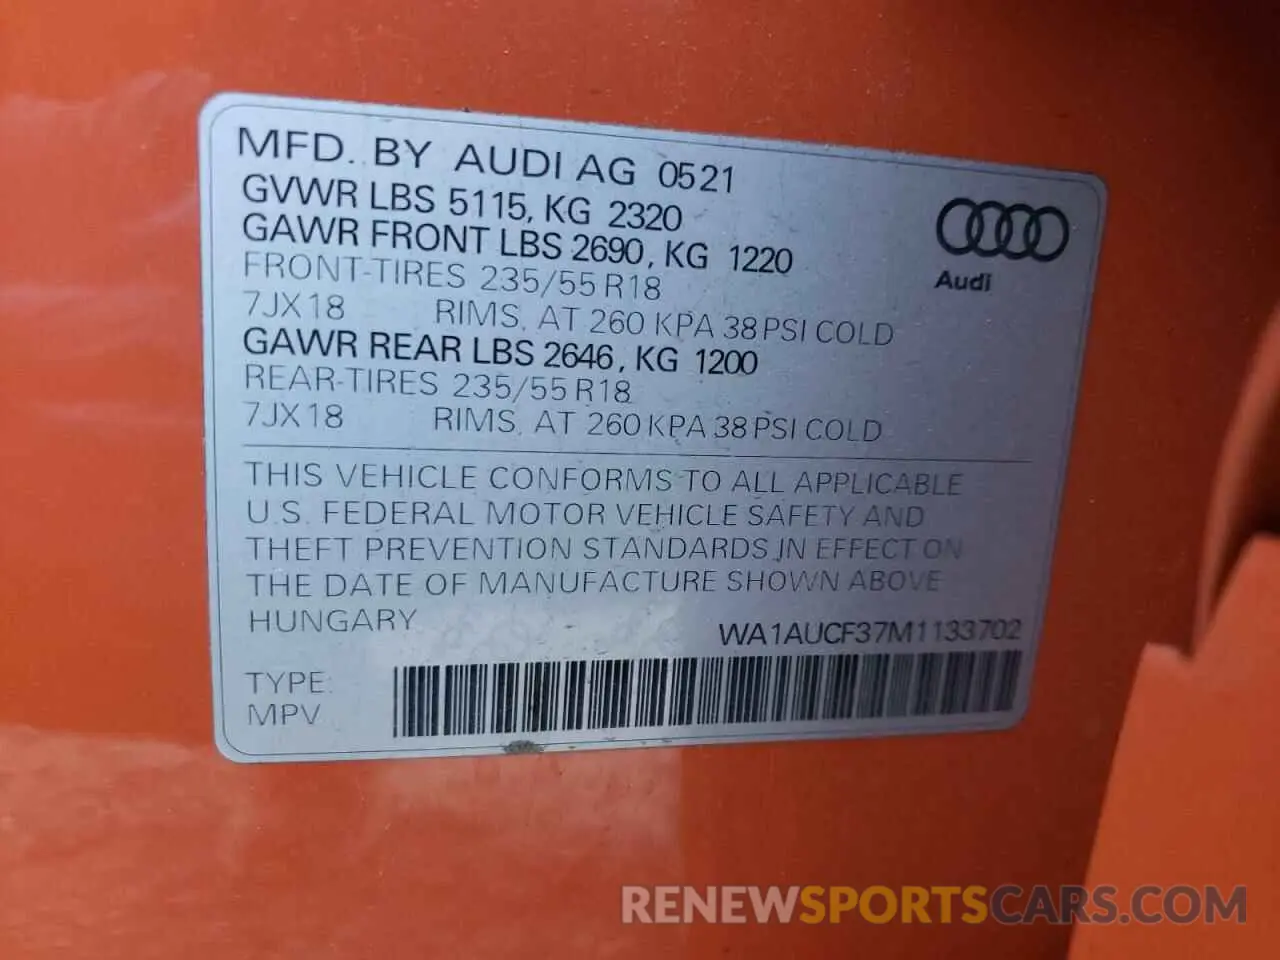 MFD. BY AUDI AG 0521
GVWR LBS 5115, KG 2320
GAWR FRONT LBS 2690, KG 1220
FRONT-TIRES 235/55 R18
7JX18 RIMS, AT 260 KPA 38 PSI COLD
GAWR REAR LBS 2646, KG 1200
REAR-TIRES 235/55 R18
7JX18 RIMS, AT 260 KPA 38 PSI COLD
Audi
THIS VEHICLE CONFORMS TO ALL APPLICABLE
U.S. FEDERAL MOTOR VEHICLE SAFETY AND
THEFT PREVENTION STANDARDS IN EFFECT ON
THE DATE OF MANUFACTURE SHOWN ABOVE
HUNGARY
WA1AUCF37M1133702
TYPE:
MPV
RENEWSPORTSCARS.COM